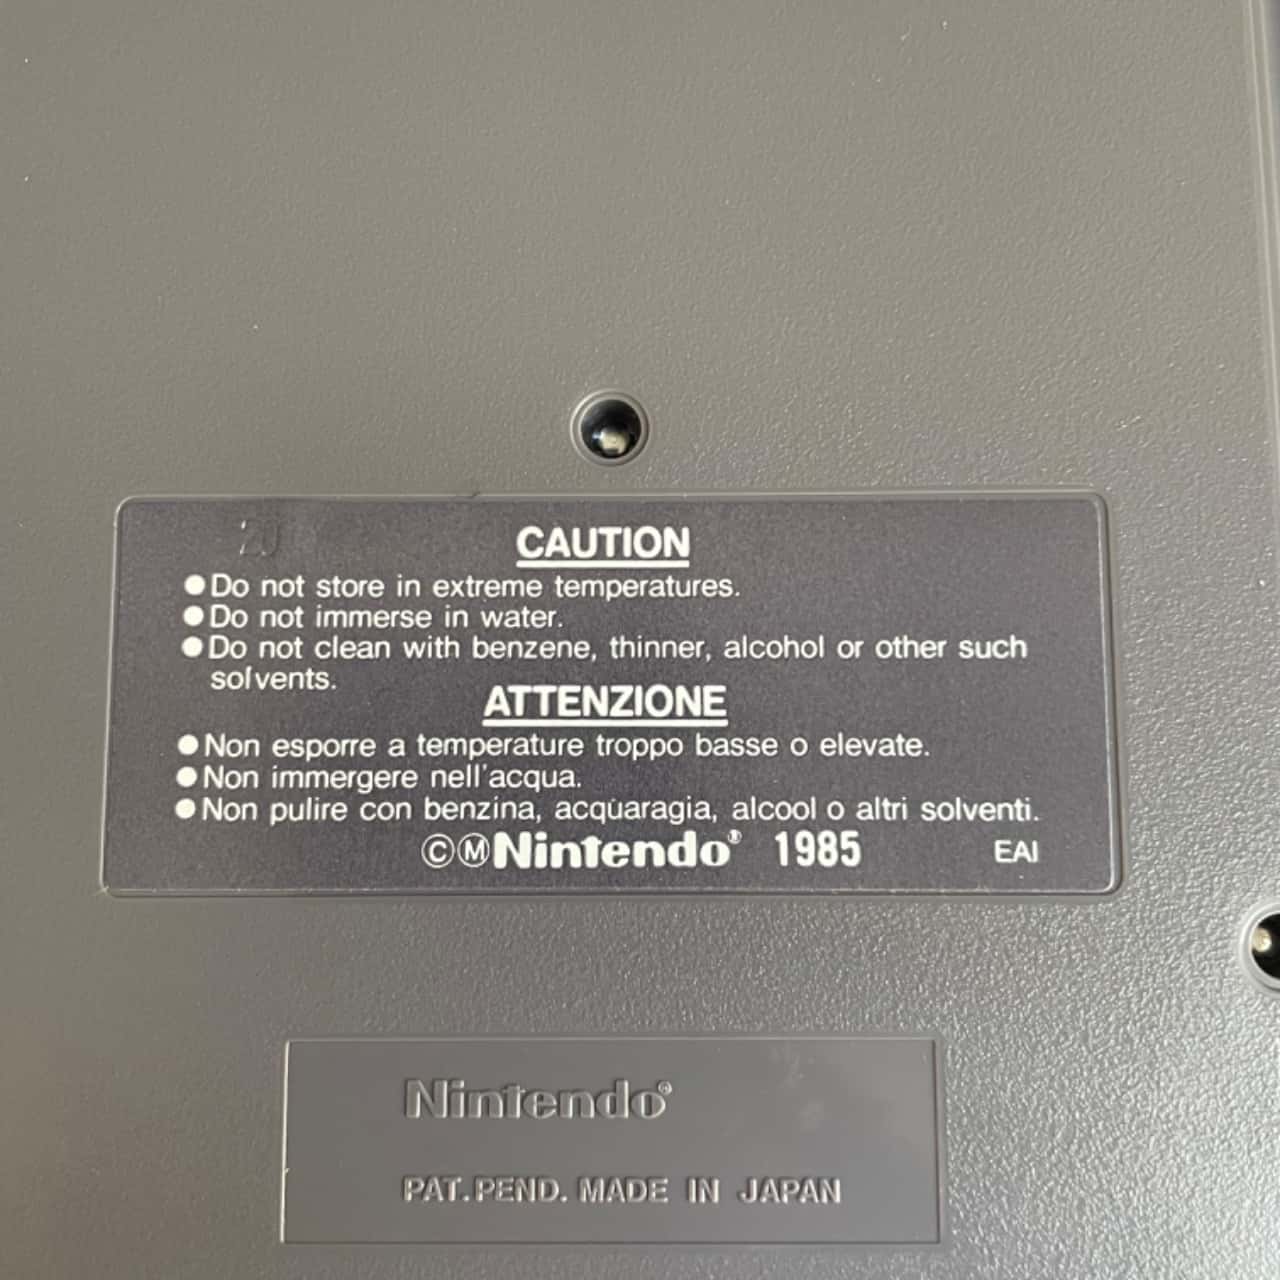 20
CAUTION
●Do not store in extreme temperatures.
●Do not immerse in water.
●Do not clean with benzene, thinner, alcohol or other such
solvents.
ATTENZIONE
●Non esporre a temperature troppo basse o elevate.
●Non immergere nell'acqua.
●Non pulire con benzina, acquaragia, alcool o altri solventi.
©Ⓜ Nintendo® 1985 EAI
Nintendo®
PAT. PEND. MADE IN JAPAN